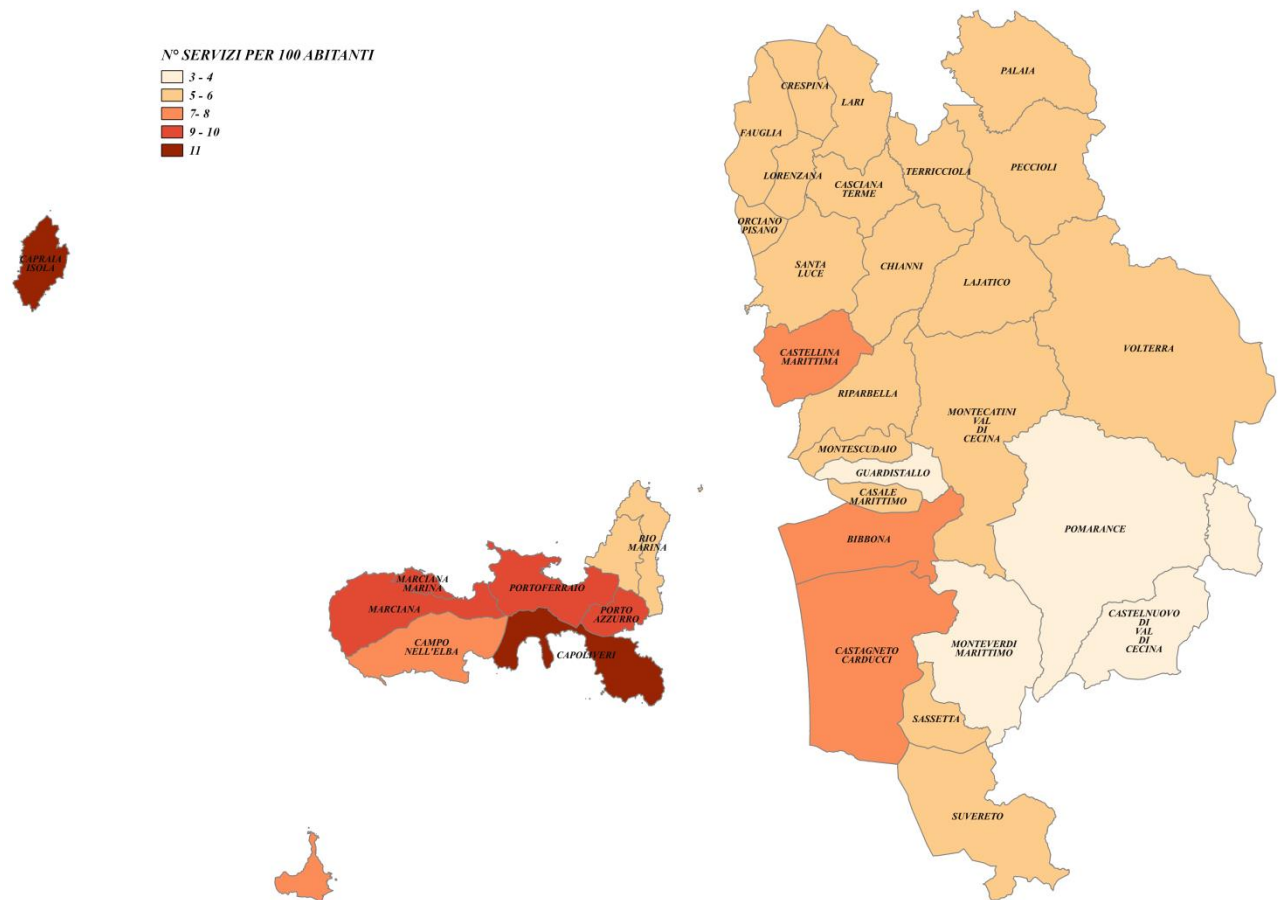 N° SERVIZI PER 100 ABITANTI
3 - 4
5 - 6
7- 8
9 - 10
11
PALAIA
CRESPINA
LARI
FAUGLIA
PECCIOLI
LORENZANA
TERRICCIOLA
CASCIANA
TERME
ORCIANO
PISANO
SANTA
LUCE
CHIANNI
LAJATICO
CAPRAIA
ISOLA
CASTELLINA
MARITTIMA
VOLTERRA
RIPARBELLA
MONTECATINI
VAL
DI
CECINA
MONTESCUDAIO
GUARDISTALLO
CASALE
MARITTIMO
POMARANCE
BIBBONA
RIO
MARINA
MARCIANA
MARINA
PORTOFERRAIO
MARCIANA
PORTO
AZZURRO
CASTELNUOVO
DI
VAL
DI
CECINA
CAMPO
NELL'ELBA
CAPOLIVERI
CASTAGNETO
CARDUCCI
MONTEVERDI
MARITTIMO
SASSETTA
SUVERETO